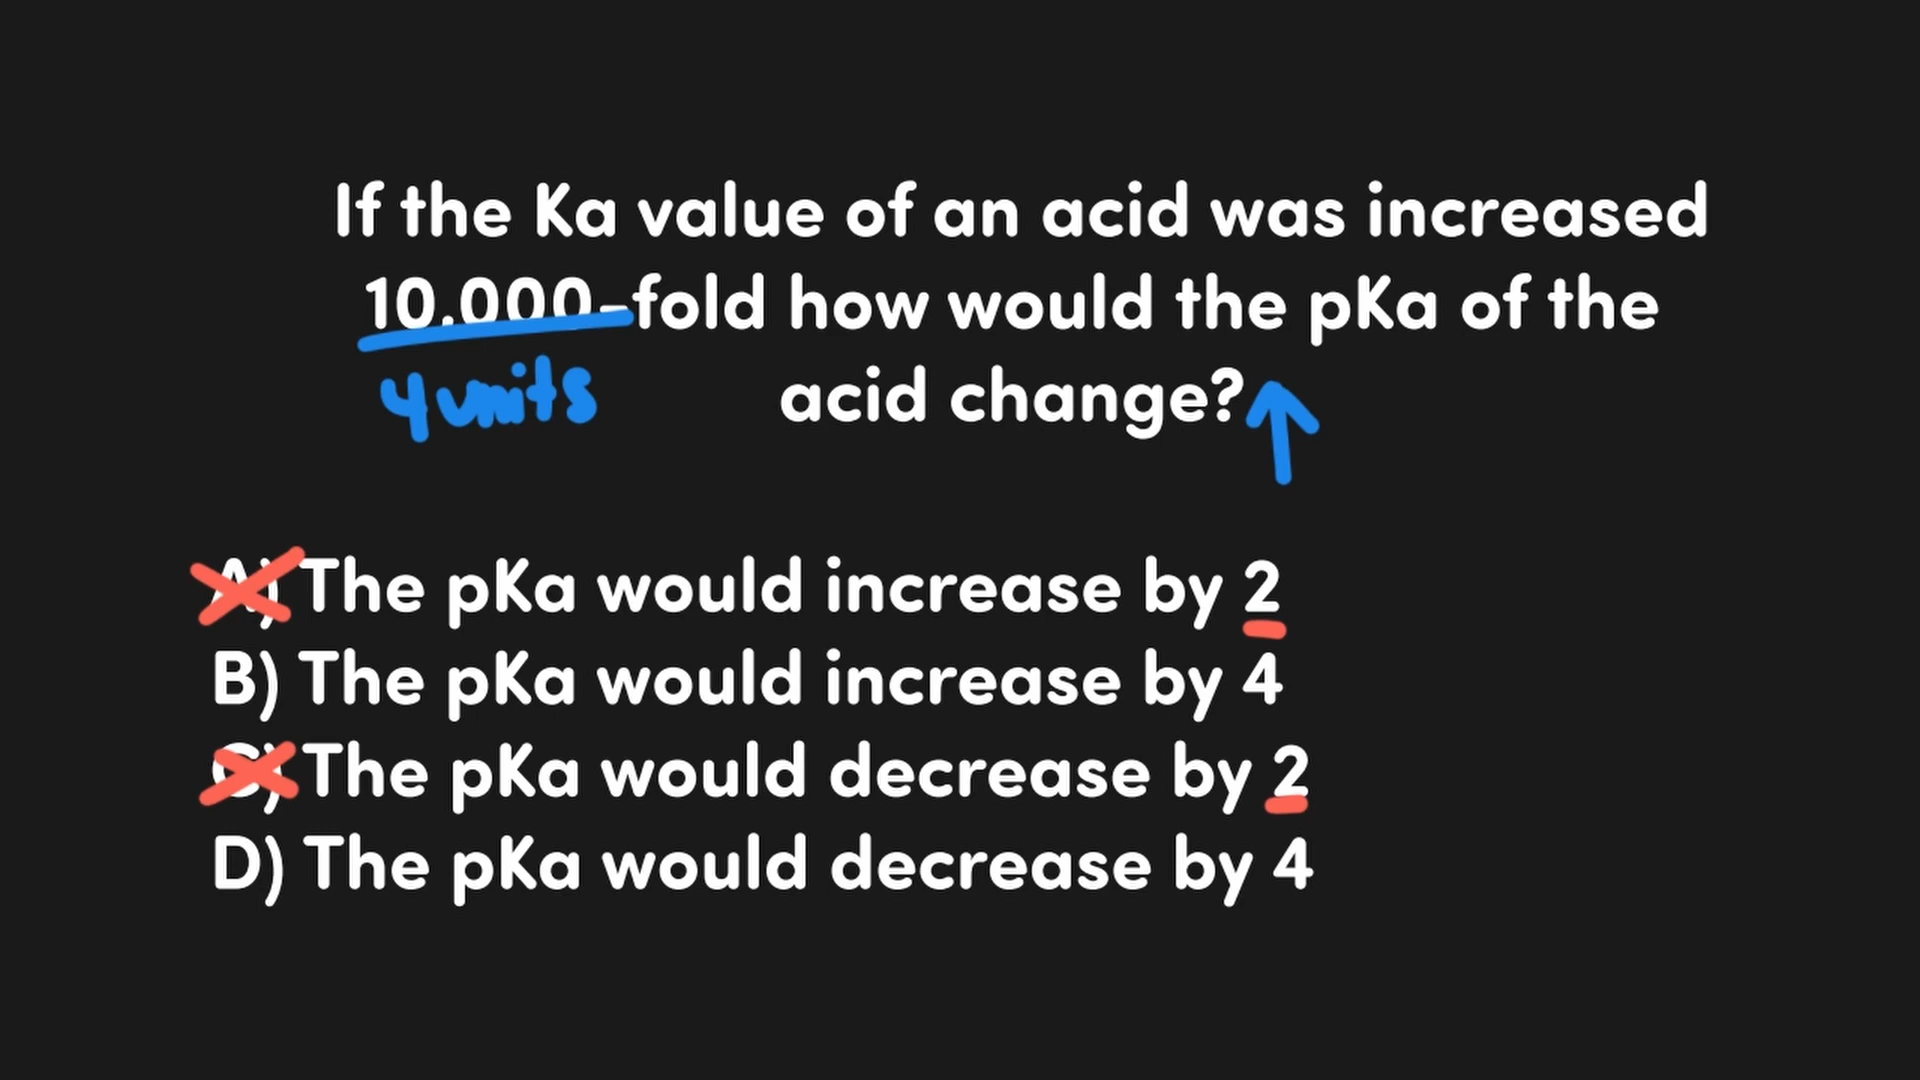 If the Ka value of an acid was increased
10,000-fold how would the pKa of the
4 units
acid change?
A) The pKa would increase by 2
B) The pKa would increase by 4
C) The pKa would decrease by 2
D) The pKa would decrease by 4